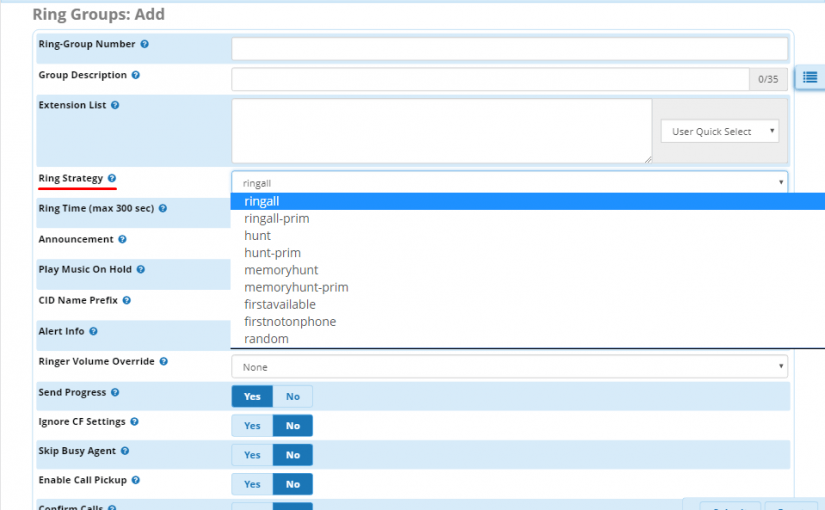 Ring Groups: Add
Ring-Group Number
Group Description
0/35
Extension List
User Quick Select
Ring Strategy
ringall
ringall
ringall-prim
hunt
hunt-prim
memoryhunt
memoryhunt-prim
firstavailable
firstnotonphone
random
Ring Time (max 300 sec)
Announcement
Play Music On Hold
CID Name Prefix
Alert Info
Ringer Volume Override
None
Send Progress
Yes No
Ignore CF Settings
Yes No
Skip Busy Agent
Yes No
Enable Call Pickup
Yes No
Confirm Calls